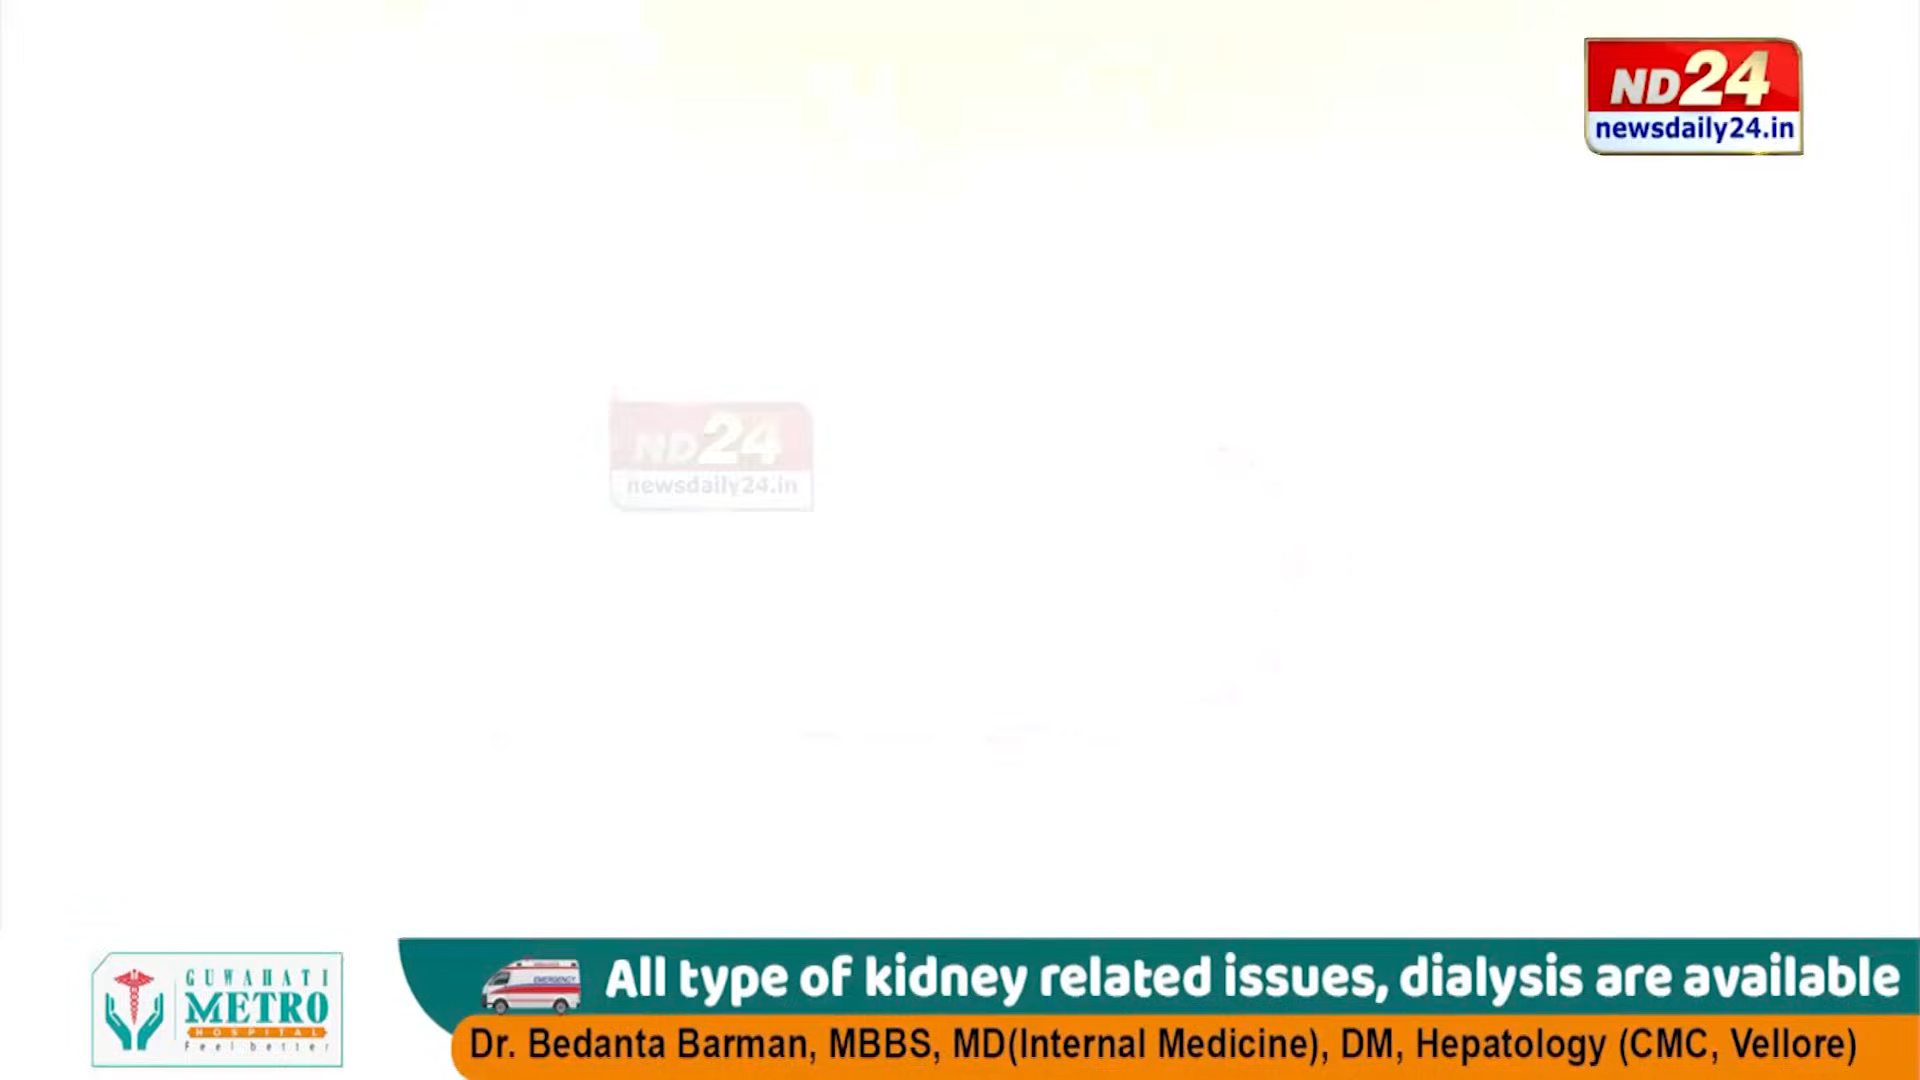 ND24
newsdaily24.in
ND24
newsdaily24.in
GUWAHATI
METRO
HOSPITAL
Feel better
EMERGENCY
All type of kidney related issues, dialysis are available
Dr. Bedanta Barman, MBBS, MD(Internal Medicine), DM, Hepatology (CMC, Vellore)